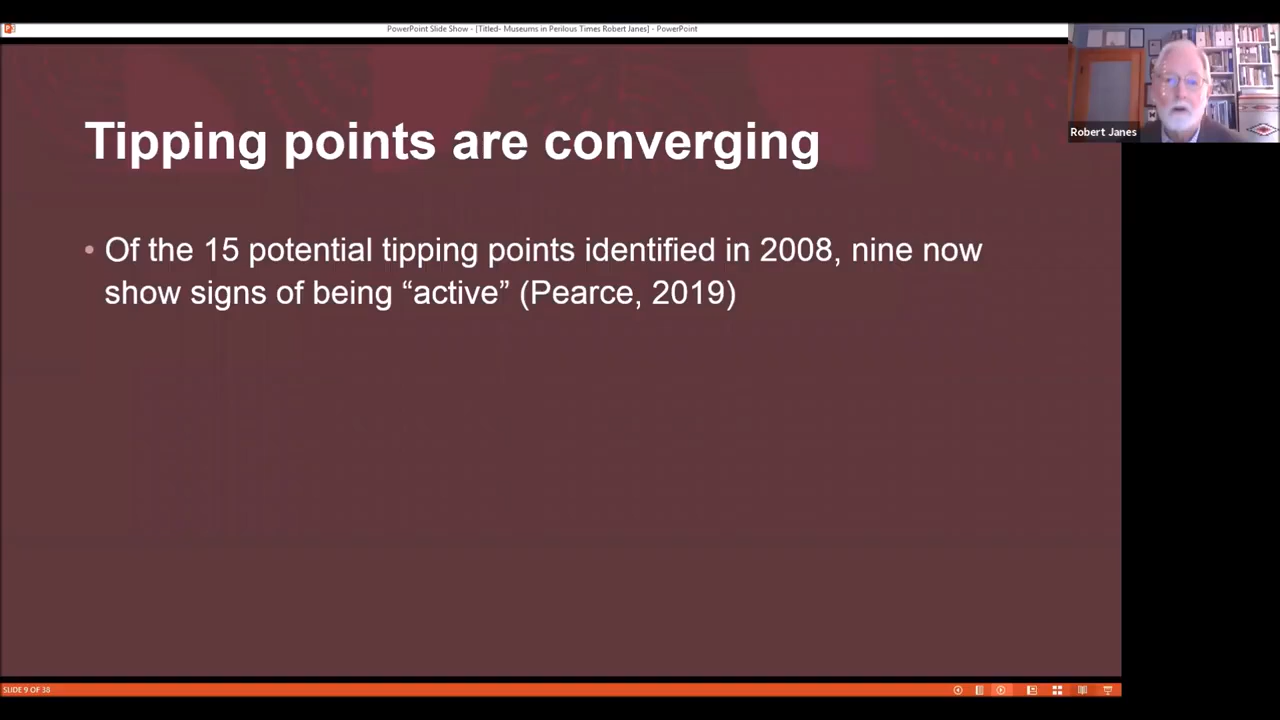 PowerPoint Slide Show - [Titled- Museums in Perilous Times Robert Janes] - PowerPoint
Robert Janes
Tipping points are converging
• Of the 15 potential tipping points identified in 2008, nine now
show signs of being “active” (Pearce, 2019)
SLIDE 9 OF 38